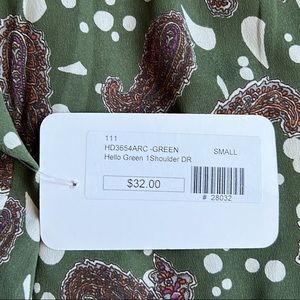 111
HD3654ARC -GREEN SMALL
Hello Green 1Shoulder DR
$32.00
# 28032